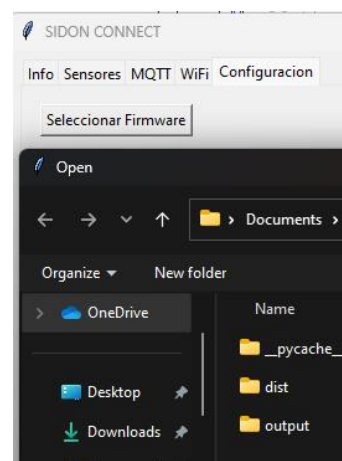 SIDON CONNECT
Info Sensores MQTT WiFi Configuracion
Seleccionar Firmware
Open
Documents
Organize New folder
OneDrive
Name
__pycache_
Desktop
dist
Downloads
output